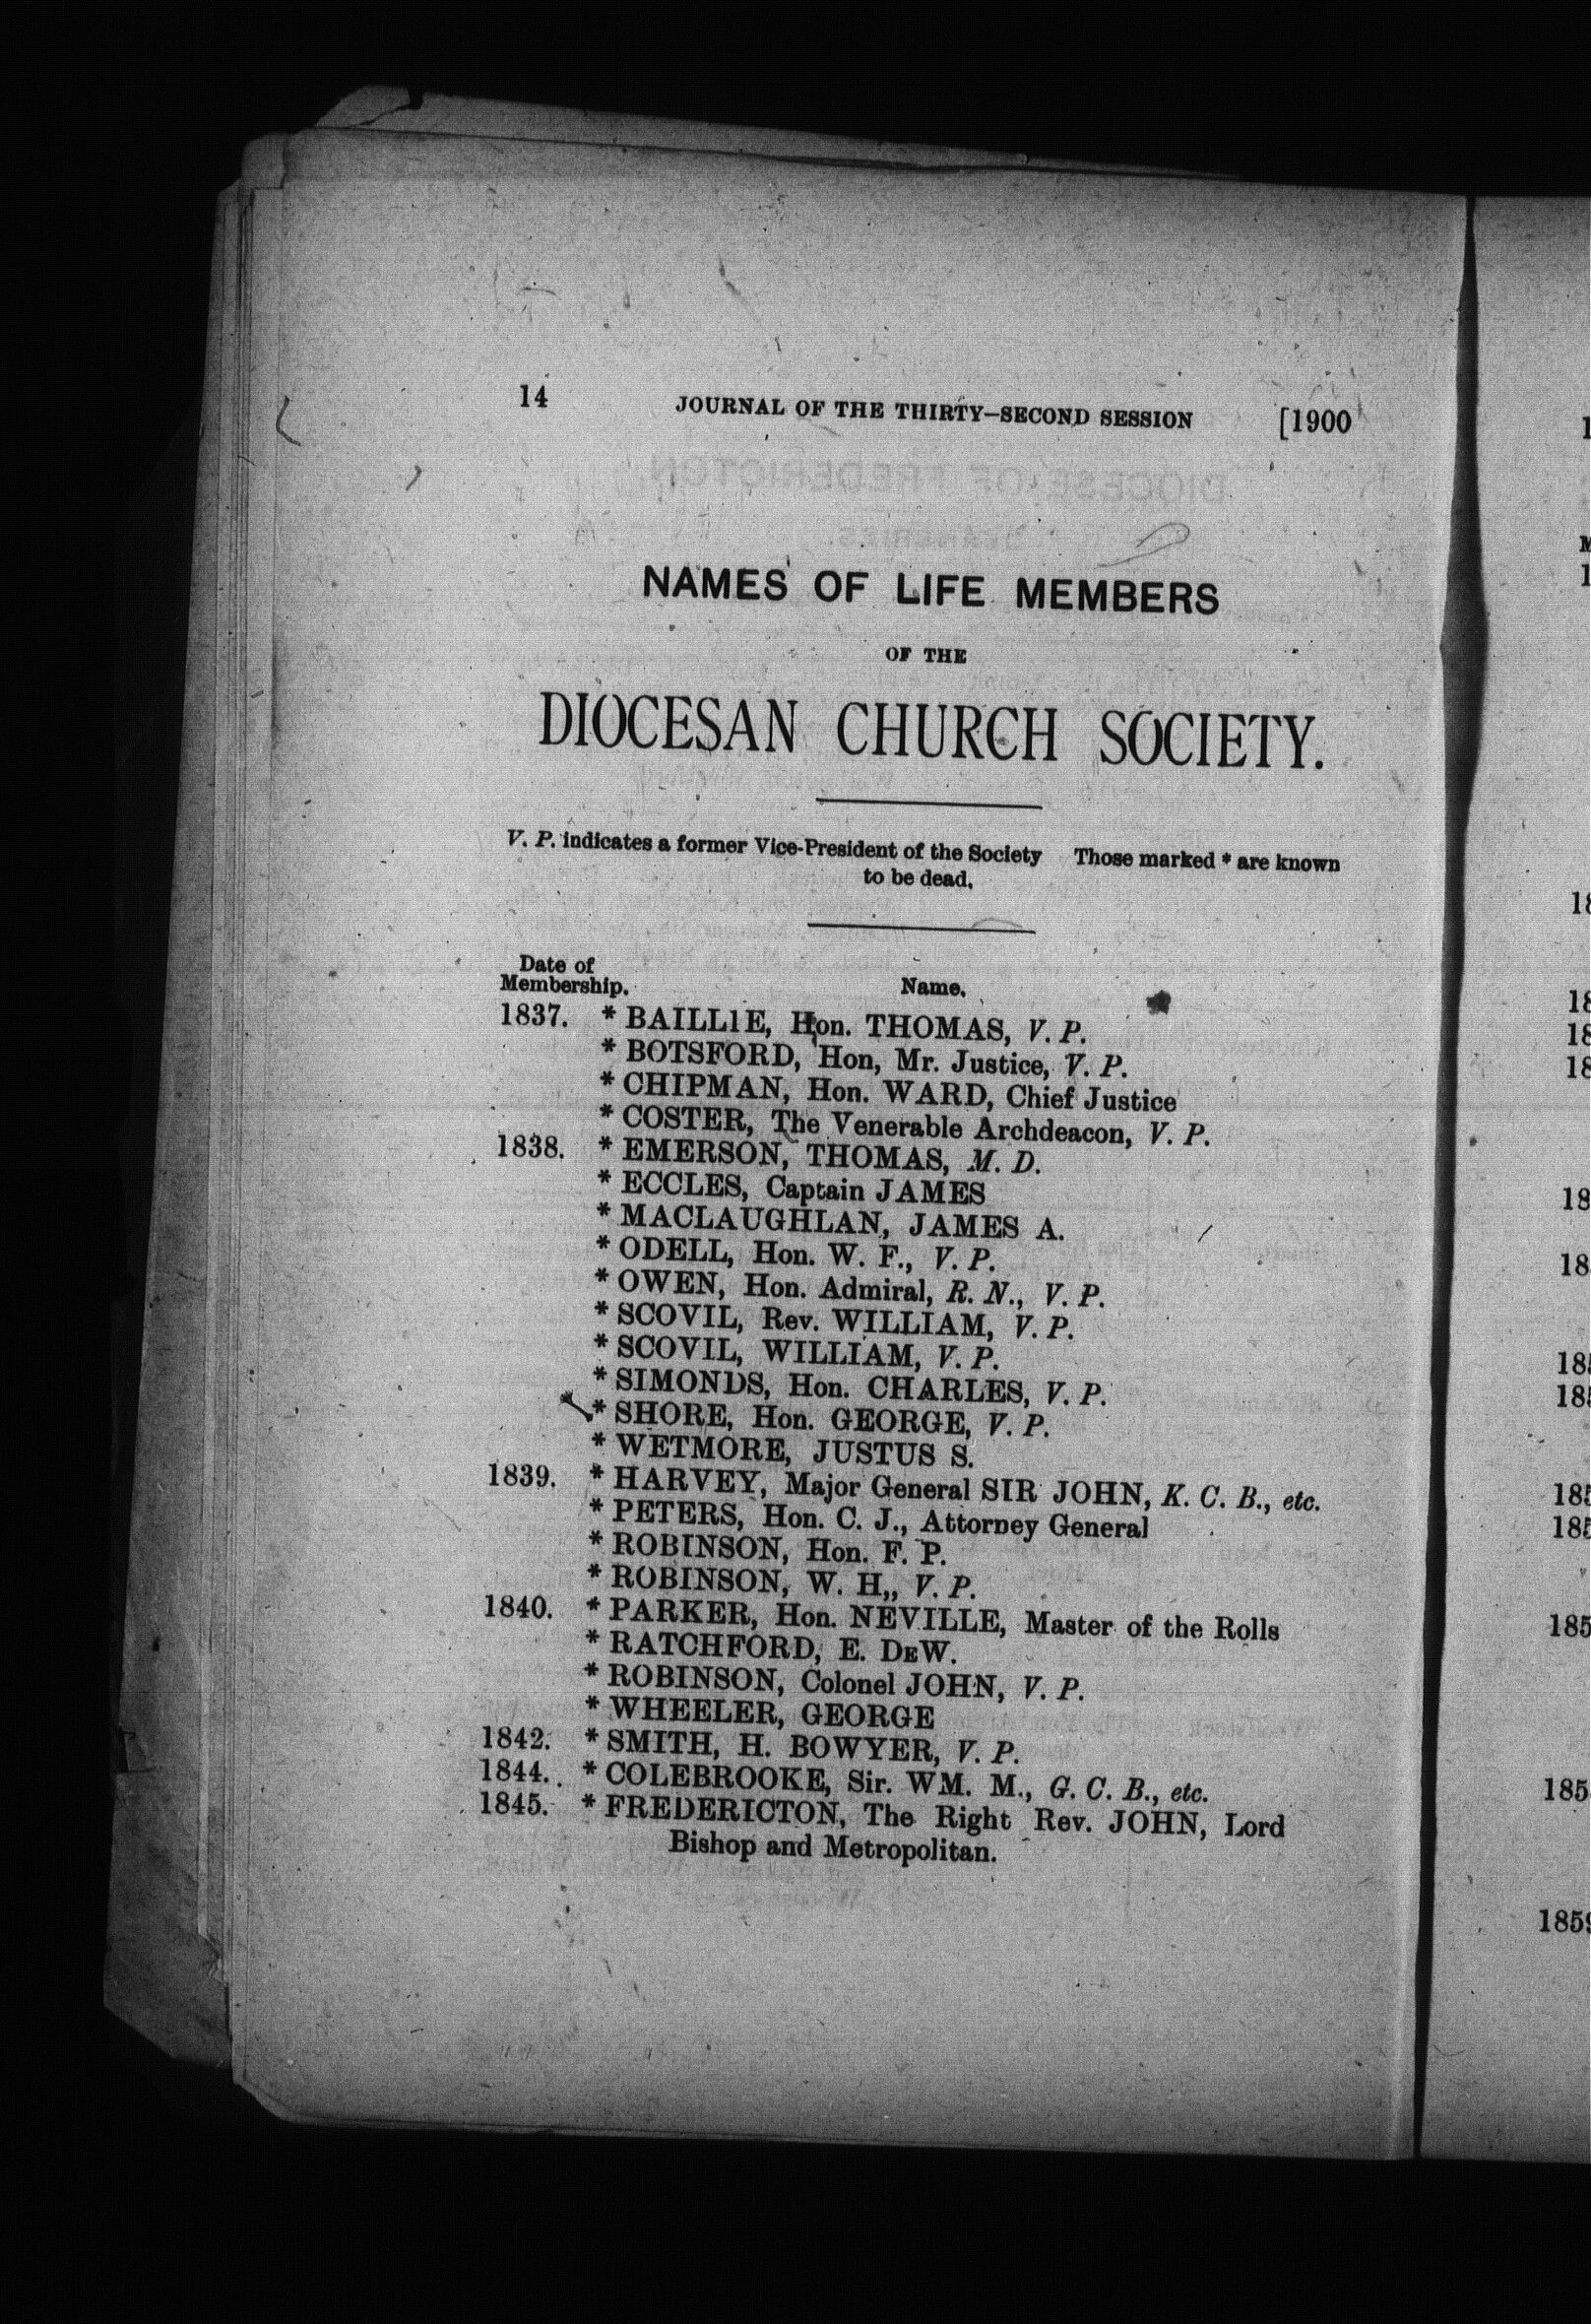 14 JOURNAL OF THE THIRTY-SECOND SESSION [1900
NAMES OF LIFE MEMBERS
OF THE
DIOCESAN CHURCH SOCIETY.
V. P. indicates a former Vice-President of the Society Those marked * are known
to be dead.
Date of
Membership. Name.
1837. * BAILLIE, Hon. THOMAS, V. P.
* BOTSFORD, Hon, Mr. Justice, V. P.
* CHIPMAN, Hon. WARD, Chief Justice
* COSTER, The Venerable Archdeacon, V. P.
1838. * EMERSON, THOMAS, M. D.
* ECCLES, Captain JAMES
* MACLAUGHLAN, JAMES A.
* ODELL, Hon. W. F., V. P.
* OWEN, Hon. Admiral, R. N., V. P.
* SCOVIL, Rev. WILLIAM, V. P.
* SCOVIL, WILLIAM, V. P.
* SIMONDS, Hon. CHARLES, V. P.
* SHORE, Hon. GEORGE, V. P.
* WETMORE, JUSTUS S.
1839. * HARVEY, Major General SIR JOHN, K. C. B., etc.
* PETERS, Hon. C. J., Attorney General
* ROBINSON, Hon. F. P.
* ROBINSON, W. H,, V. P.
1840. * PARKER, Hon. NEVILLE, Master of the Rolls
* RATCHFORD, E. DEW.
* ROBINSON, Colonel JOHN, V. P.
* WHEELER, GEORGE
1842. * SMITH, H. BOWYER, V. P.
1844. * COLEBROOKE, Sir. WM. M., G. C. B., etc.
1845. * FREDERICTON, The Right Rev. JOHN, Lord
Bishop and Metropolitan.